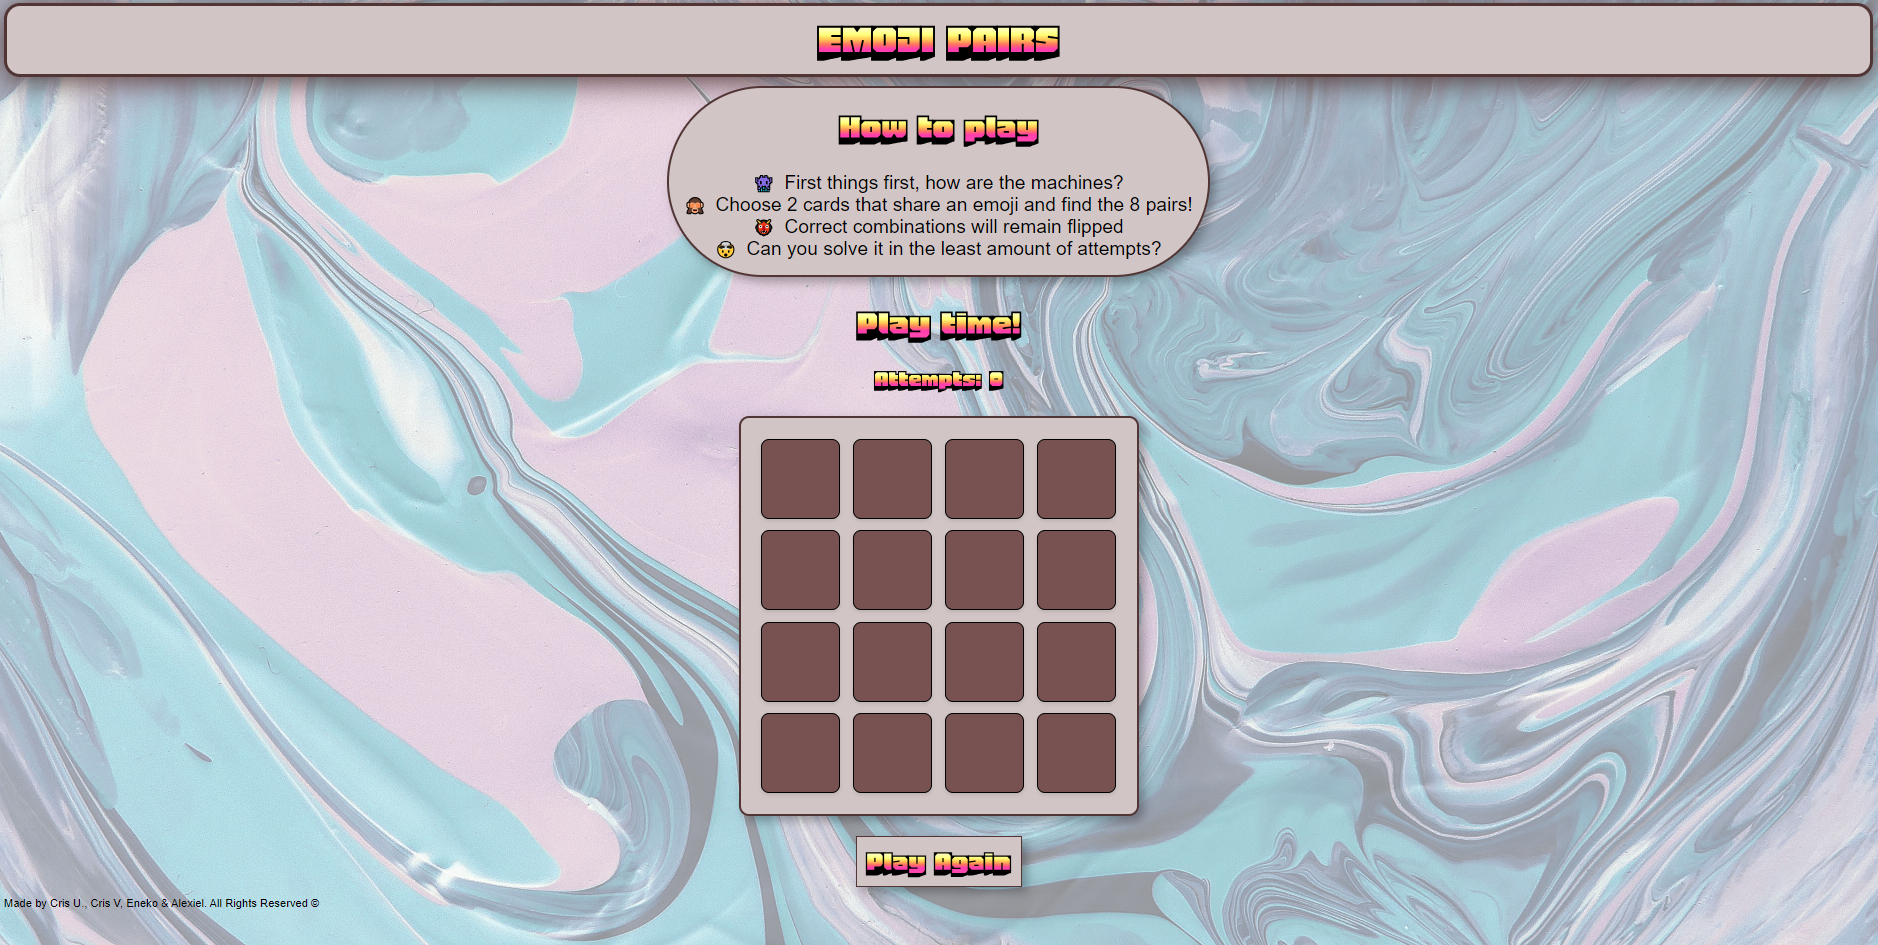 EMOJI PAIRS
How to play
First things first, how are the machines?
Choose 2 cards that share an emoji and find the 8 pairs!
Correct combinations will remain flipped
Can you solve it in the least amount of attempts?
Play time!
Attempts: 0
Play Again
Made by Cris U., Cris V, Eneko & Alexiel. All Rights Reserved ©